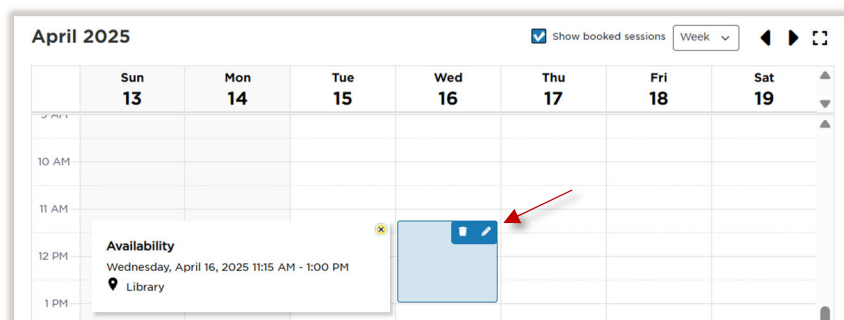 April 2025
Show booked sessions
Week
Sun Mon Tue Wed Thu Fri Sat
13 14 15 16 17 18 19
10 AM
11 AM
Availability
12 PM
Wednesday, April 16, 2025 11:15 AM - 1:00 PM
Library
1 PM